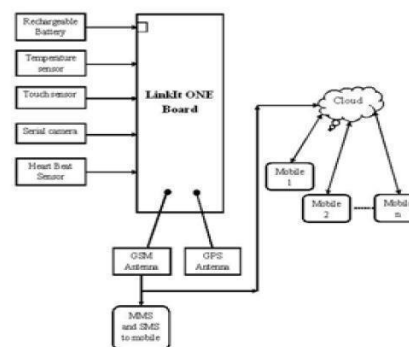 Rechargeable
Battery
Temperature
sensor
Touch sensor
Serial camera
Heart Beat
Sensor
LinkIt ONE
Board
GSM
Antenna
GPS
Antenna
MMS
and SMS
to mobile
Cloud
Mobile
1
Mobile
2
Mobile
n